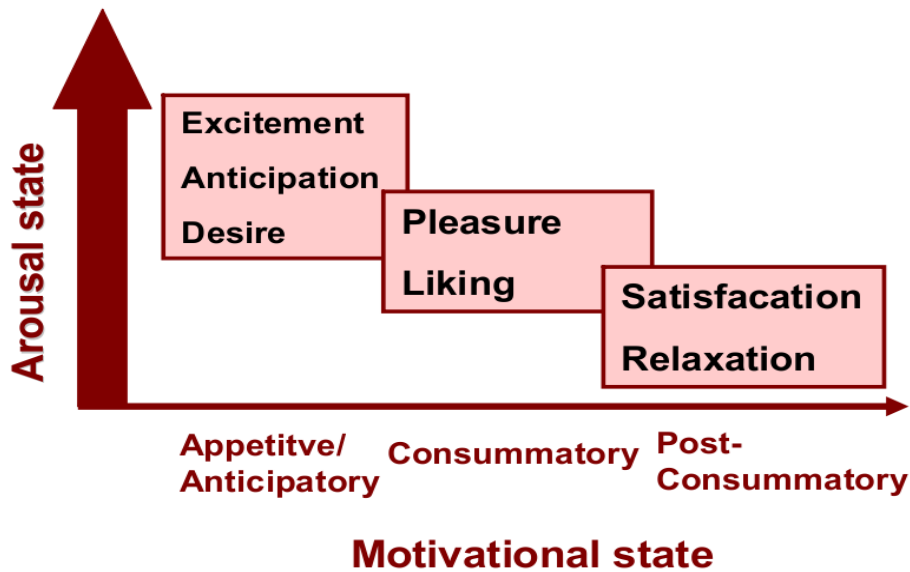 Arousal state
Excitement
Anticipation
Desire
Pleasure
Liking
Satisfacation
Relaxation
Appetitve/
Anticipatory
Consummatory
Post-
Consummatory
Motivational state